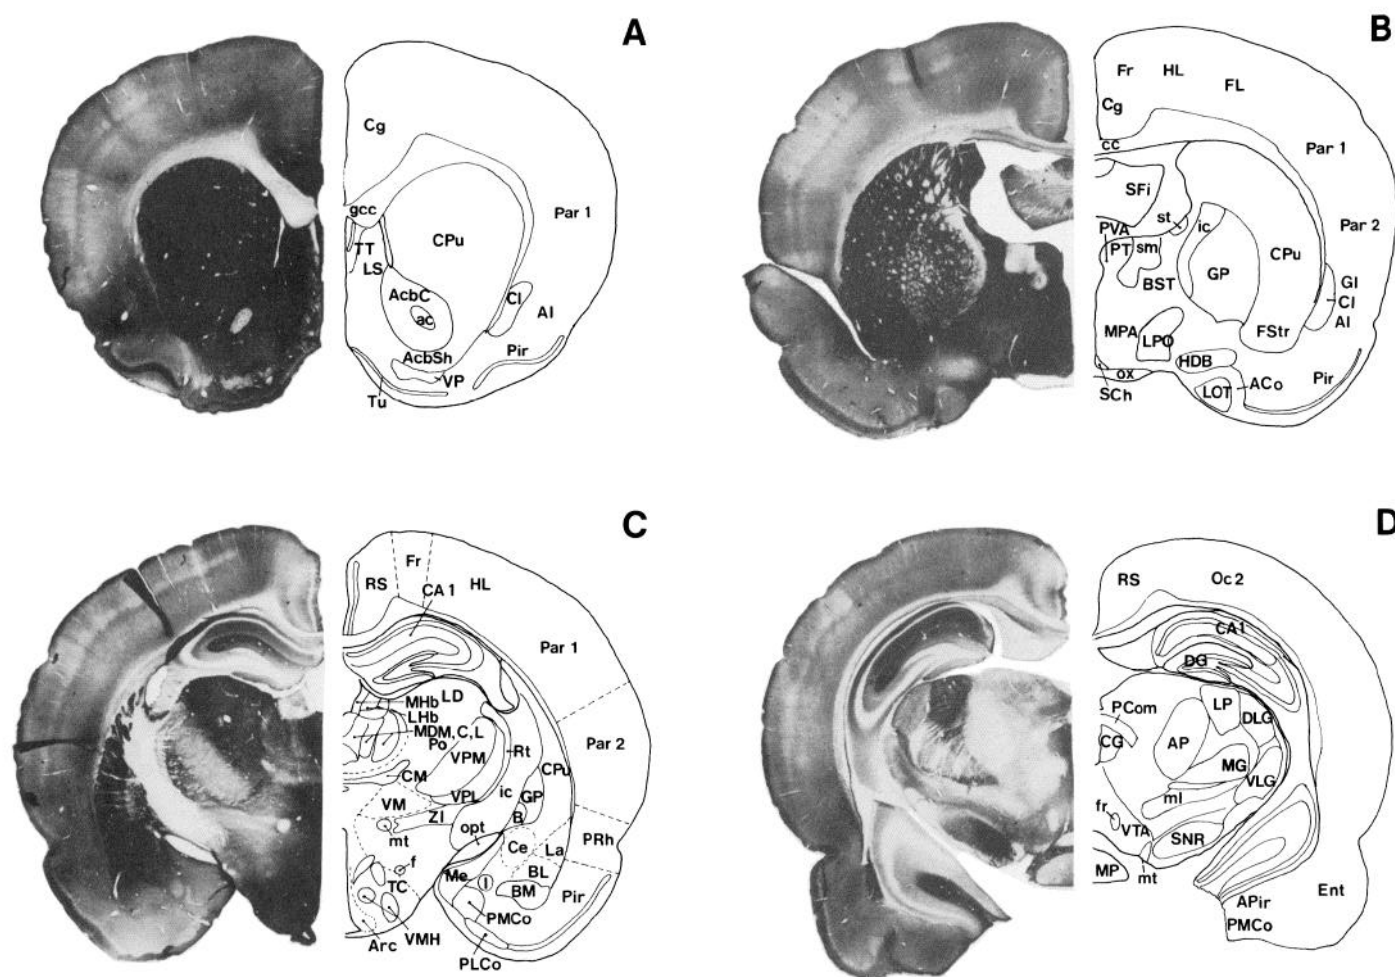 A
Cg
gcc
Par 1
CPu
TT
LS
AcbC
Cl
ac
AI
AcbSh
Pir
VP
Tu
B
Fr HL FL
Cg
cc
Par 1
SFi
st
Par 2
PVA
ic
PT sm
CPu
GP
BST
GI
Cl
AI
MPA
LPO
FStr
HDB
ox
ACo
Pir
SCh
LOT
C
Fr
RS
HL
CA 1
Par 1
LD
MHb
LHb
MDM, C, L
Po
Rt
VPM
Par 2
CPu
CM
VPL
ic
GP
VM
ZI
B
opt
mt
Ce
La
PRh
f
TC
Me
I
BL
BM
Pir
PMCo
VMH
Arc
PLCo
D
RS
Oc 2
CA 1
DG
PCom
LP
DLG
CG
AP
MG
VLG
ml
fr
VTA
SNR
MP
mt
Ent
APir
PMCo